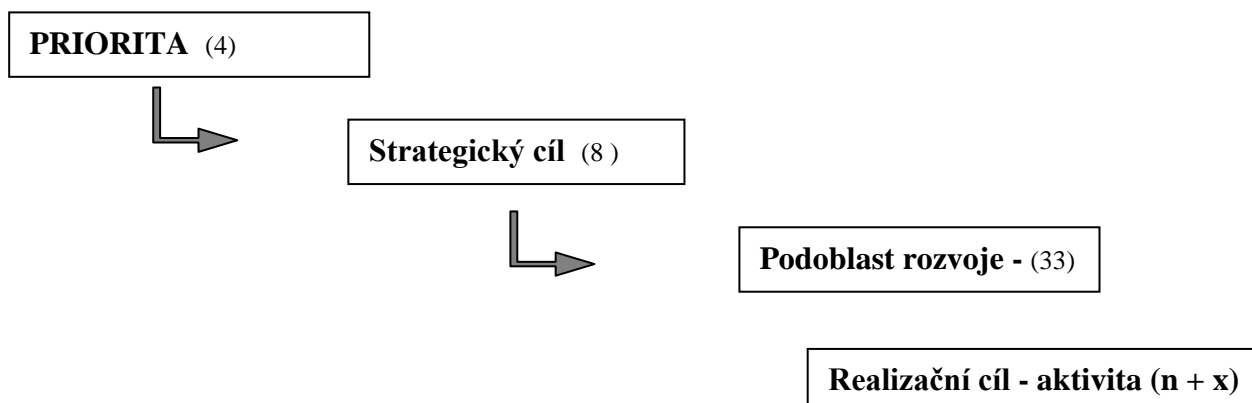 PRIORITA (4)
Strategický cíl (8 )
Podoblast rozvoje - (33)
Realizační cíl - aktivita (n + x)